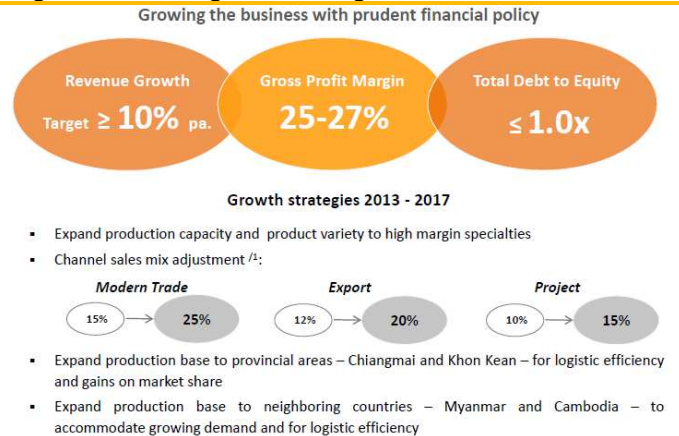 Growing the business with prudent financial policy
Revenue Growth
Target ≥ 10% pa.
Gross Profit Margin
25-27%
Total Debt to Equity
≤ 1.0x
Growth strategies 2013 - 2017
▪ Expand production capacity and product variety to high margin specialties
▪ Channel sales mix adjustment /1:
Modern Trade
15% → 25%
Export
12% → 20%
Project
10% → 15%
▪ Expand production base to provincial areas – Chiangmai and Khon Kean – for logistic efficiency
and gains on market share
▪ Expand production base to neighboring countries – Myanmar and Cambodia – to
accommodate growing demand and for logistic efficiency